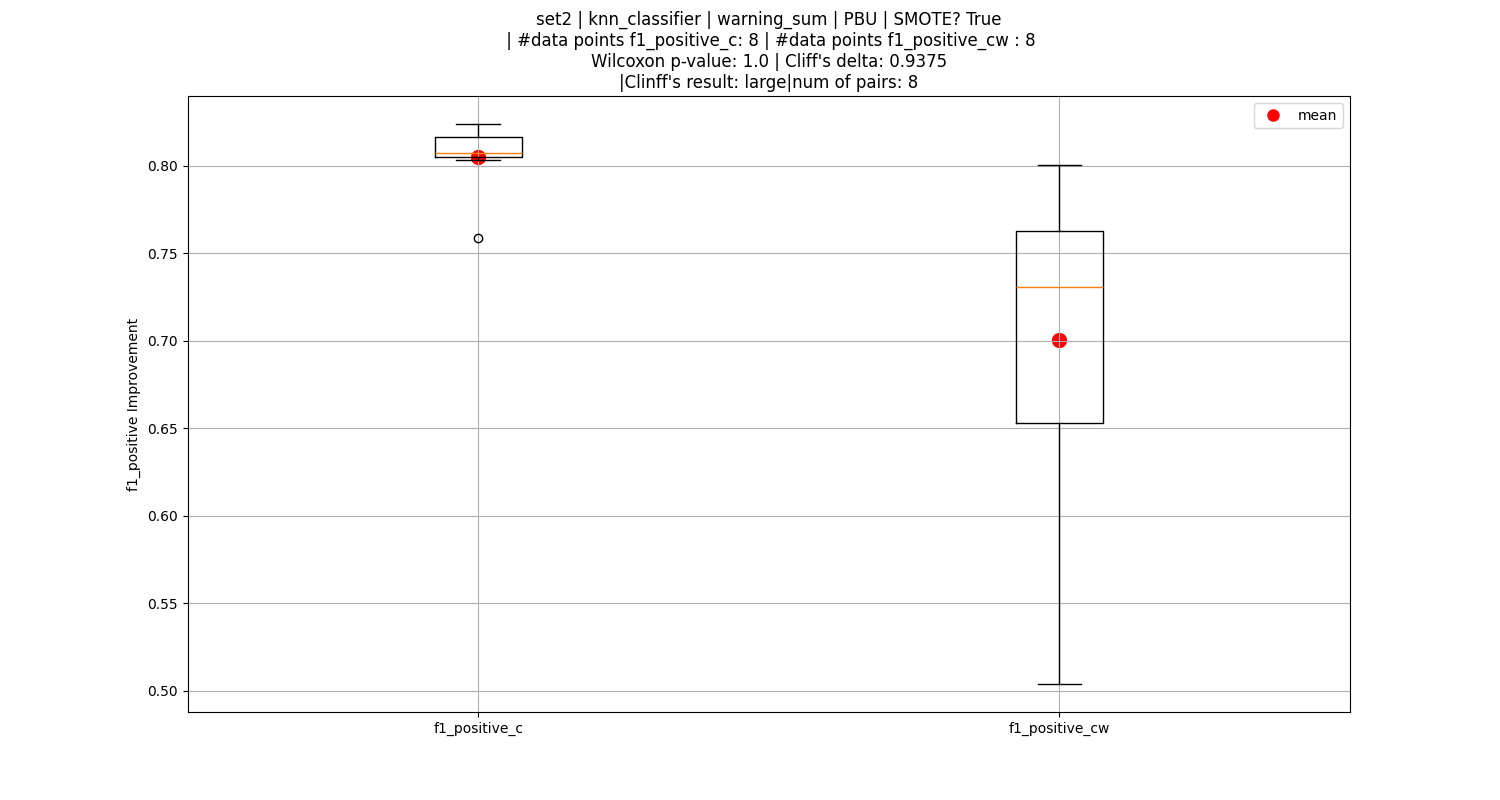 set2 | knn_classifier | warning_sum | PBU | SMOTE? True
| #data points f1_positive_c: 8 | #data points f1_positive_cw : 8
Wilcoxon p-value: 1.0 | Cliff's delta: 0.9375
|Clinff's result: large|num of pairs: 8
mean
f1_positive Improvement
0.80
0.75
0.70
0.65
0.60
0.55
0.50
f1_positive_c
f1_positive_cw